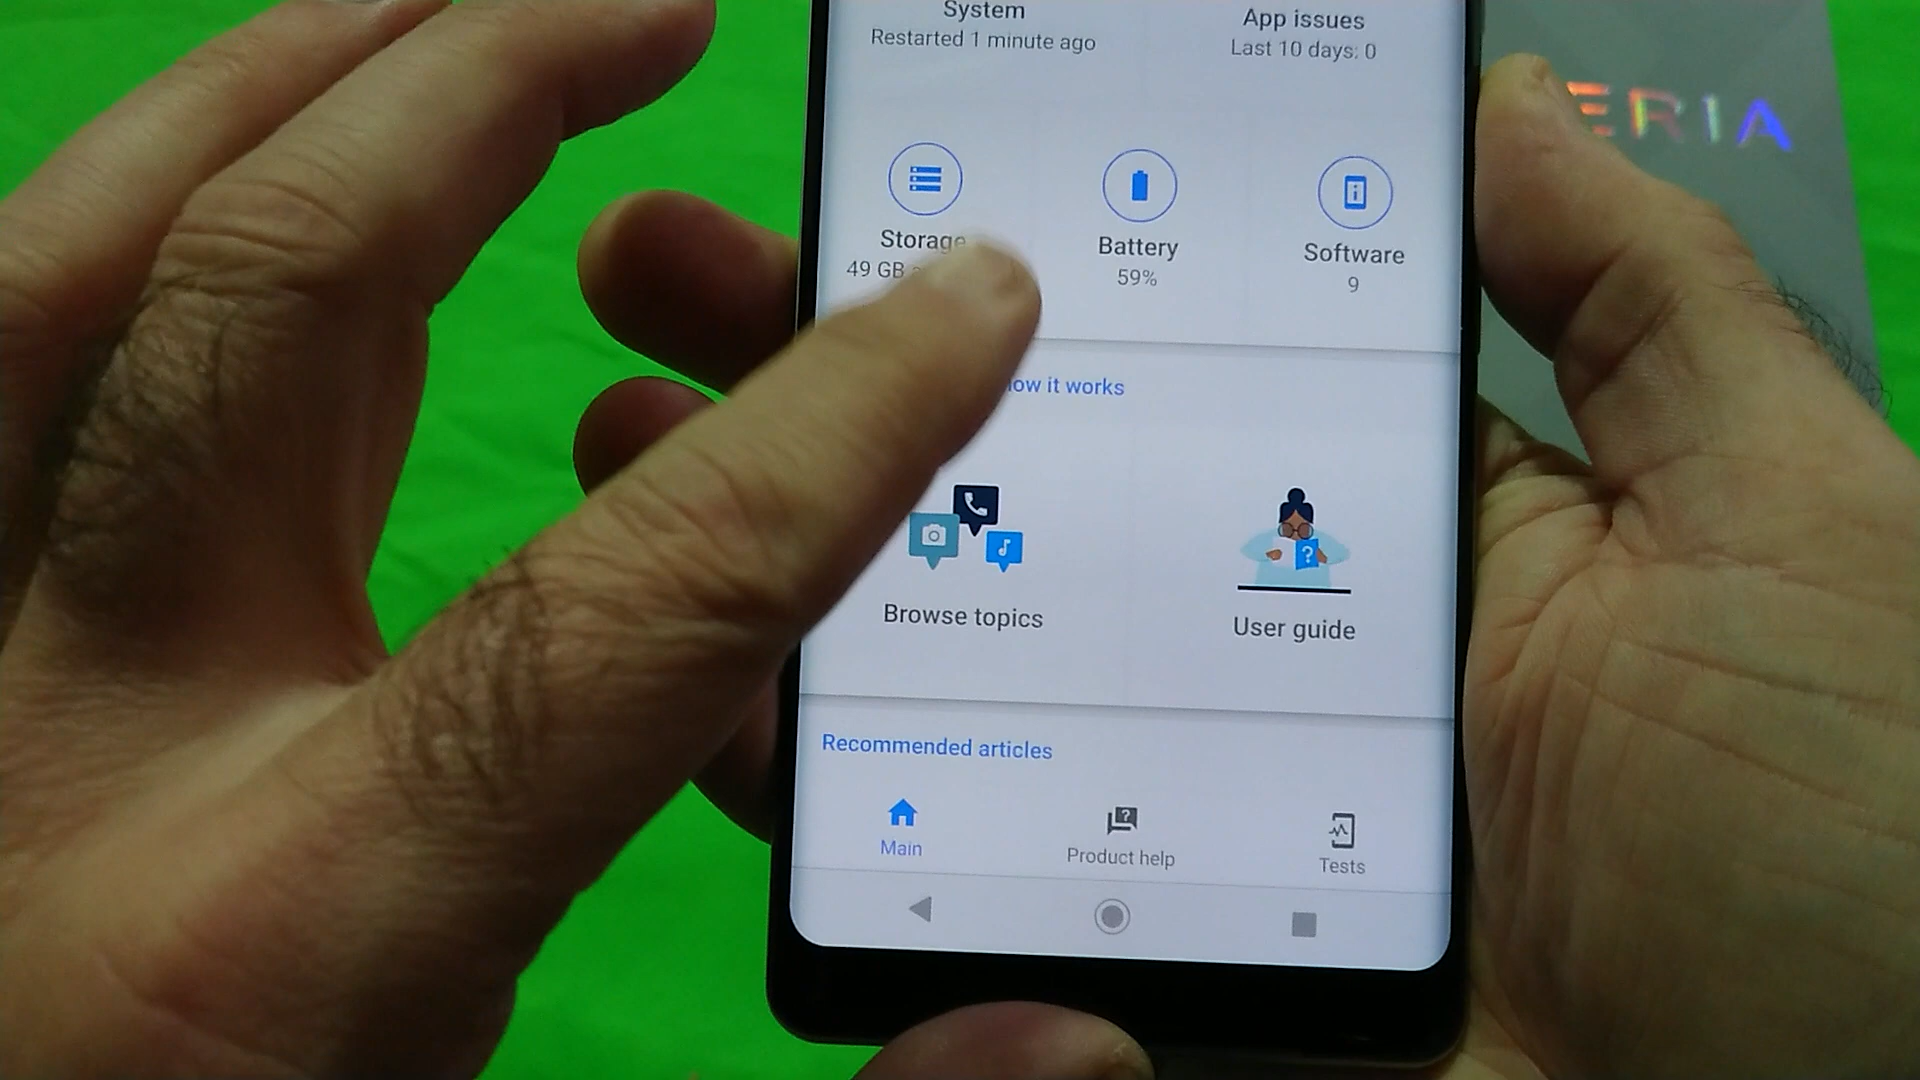 System
Restarted 1 minute ago
App issues
Last 10 days: 0
ERIA
Storage
49 GB
Battery
59%
Software
9
ow it works
Browse topics
User guide
Recommended articles
Main
Product help
Tests